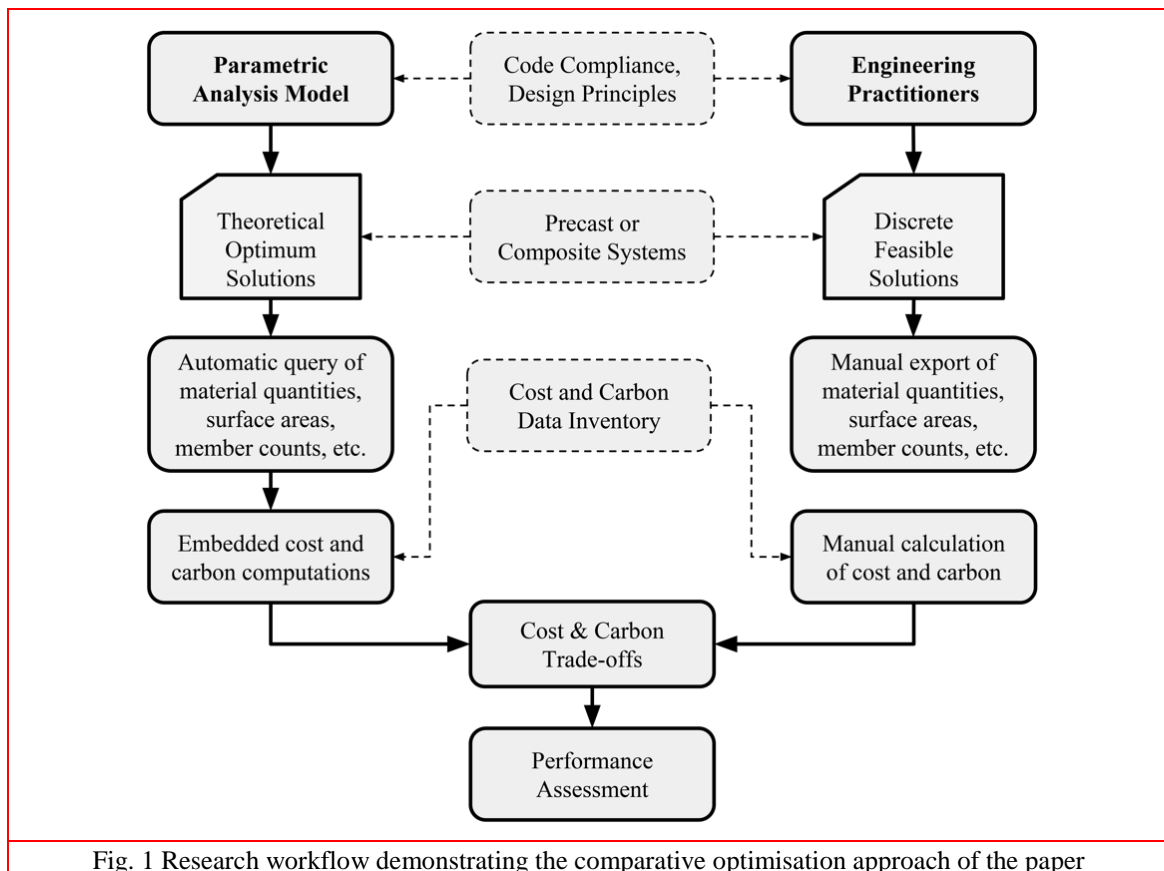 Parametric
Analysis Model
Code Compliance,
Design Principles
Engineering
Practitioners
Theoretical
Optimum
Solutions
Precast or
Composite Systems
Discrete
Feasible
Solutions
Automatic query of
material quantities,
surface areas,
member counts, etc.
Cost and Carbon
Data Inventory
Manual export of
material quantities,
surface areas,
member counts, etc.
Embedded cost and
carbon computations
Manual calculation
of cost and carbon
Cost & Carbon
Trade-offs
Performance
Assessment
Fig. 1 Research workflow demonstrating the comparative optimisation approach of the paper